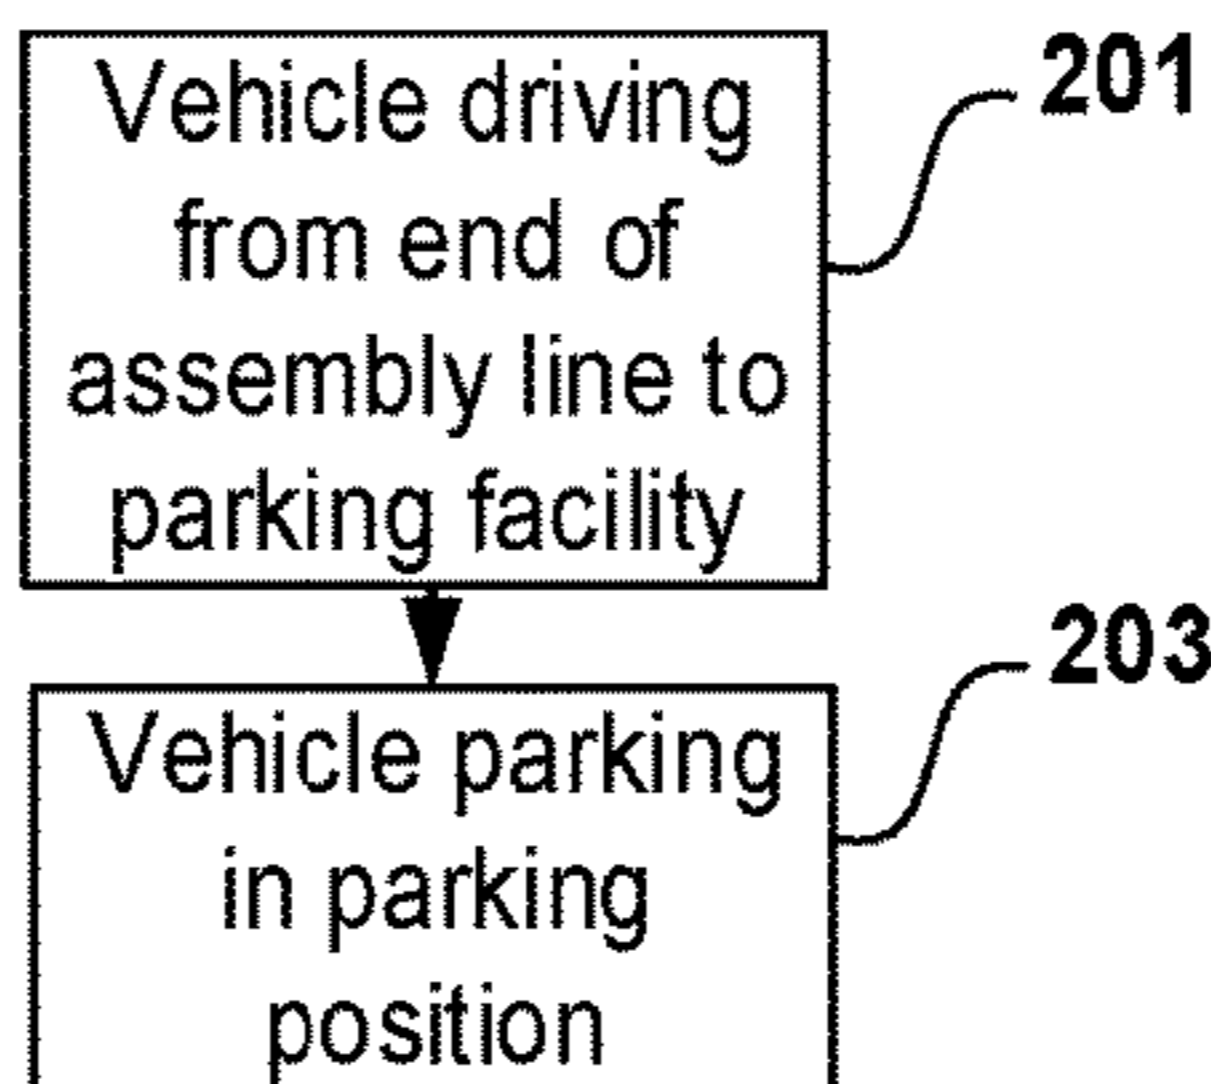 Vehicle driving
from end of
assembly line to
parking facility
201
Vehicle parking
in parking
position
203